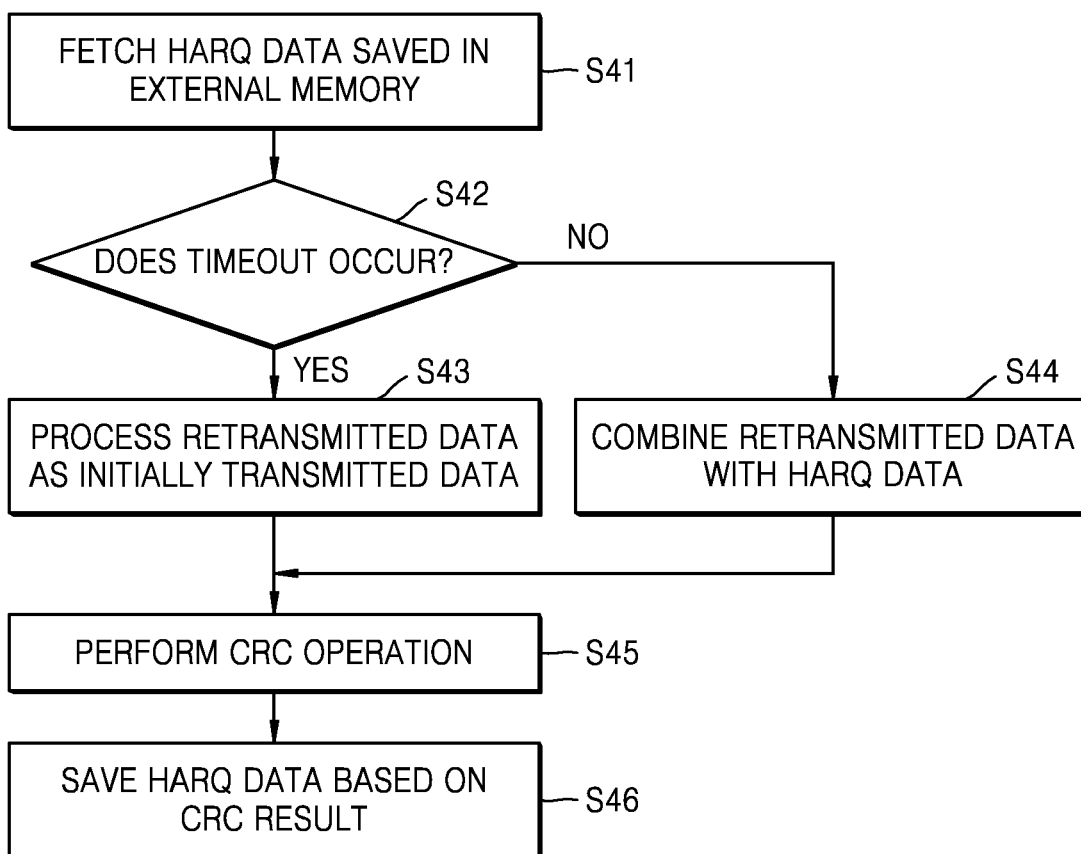 FETCH HARQ DATA SAVED IN
EXTERNAL MEMORY
S41
S42
DOES TIMEOUT OCCUR?
NO
YES
S43
S44
PROCESS RETRANSMITTED DATA
AS INITIALLY TRANSMITTED DATA
COMBINE RETRANSMITTED DATA
WITH HARQ DATA
PERFORM CRC OPERATION
S45
SAVE HARQ DATA BASED ON
CRC RESULT
S46